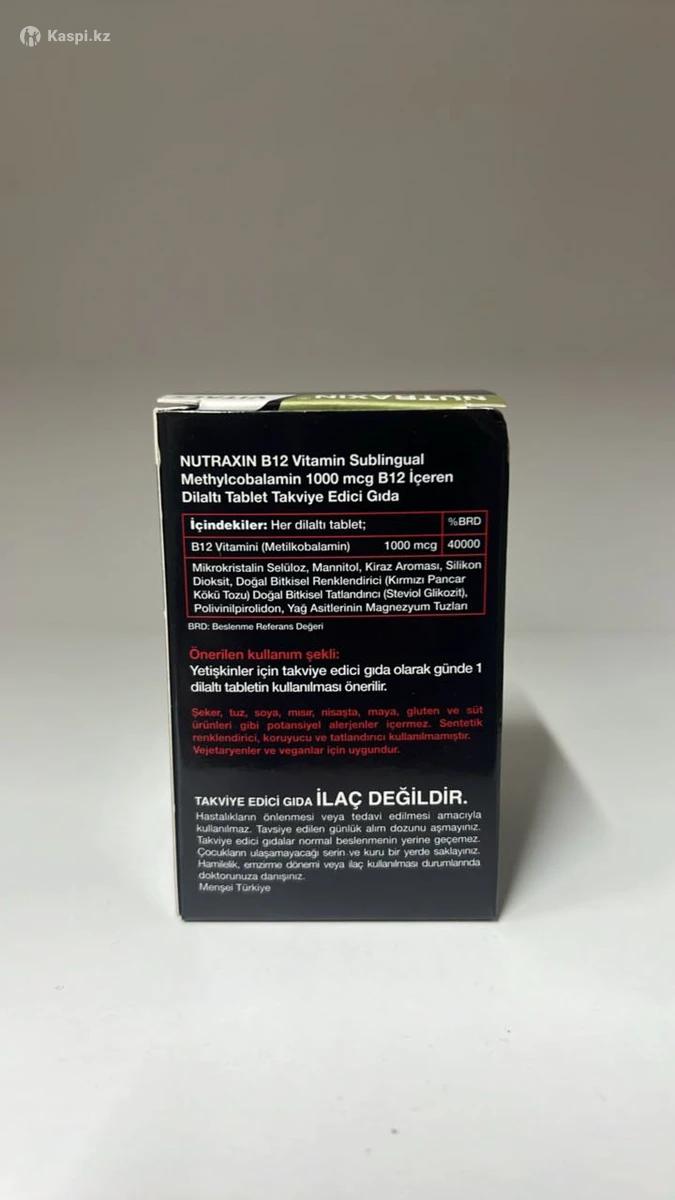 Kaspi.kz
NUTRAXIN
NUTRAXIN B12 Vitamin Sublingual
Methylcobalamin 1000 mcg B12 İçeren
Dilaltı Tablet Takviye Edici Gıda
İçindekiler: Her dilaltı tablet; %BRD
B12 Vitamini (Metilkobalamin) 1000 mcg 40000
Mikrokristalin Selüloz, Mannitol, Kiraz Aroması, Silikon
Dioksit, Doğal Bitkisel Renklendirici (Kırmızı Pancar
Kökü Tozu) Doğal Bitkisel Tatlandırıcı (Steviol Glikozit),
Polivinilpirolidon, Yağ Asitlerinin Magnezyum Tuzları
BRD: Beslenme Referans Değeri
Önerilen kullanım şekli:
Yetişkinler için takviye edici gıda olarak günde 1
dilaltı tabletin kullanılması önerilir.
Şeker, tuz, soya, mısır, nişasta, maya, gluten ve süt
ürünleri gibi potansiyel alerjenler içermez. Sentetik
renklendirici, koruyucu ve tatlandırıcı kullanılmamıştır.
Vejetaryenler ve veganlar için uygundur.
TAKVİYE EDİCİ GIDA İLAÇ DEĞİLDİR.
Hastalıkların önlenmesi veya tedavi edilmesi amacıyla
kullanılmaz. Tavsiye edilen günlük alım dozunu aşmayınız.
Takviye edici gıdalar normal beslenmenin yerine geçemez.
Çocukların ulaşamayacağı serin ve kuru bir yerde saklayınız.
Hamilelik, emzirme dönemi veya ilaç kullanılması durumlarında
doktorunuza danışınız.
Menşei Türkiye